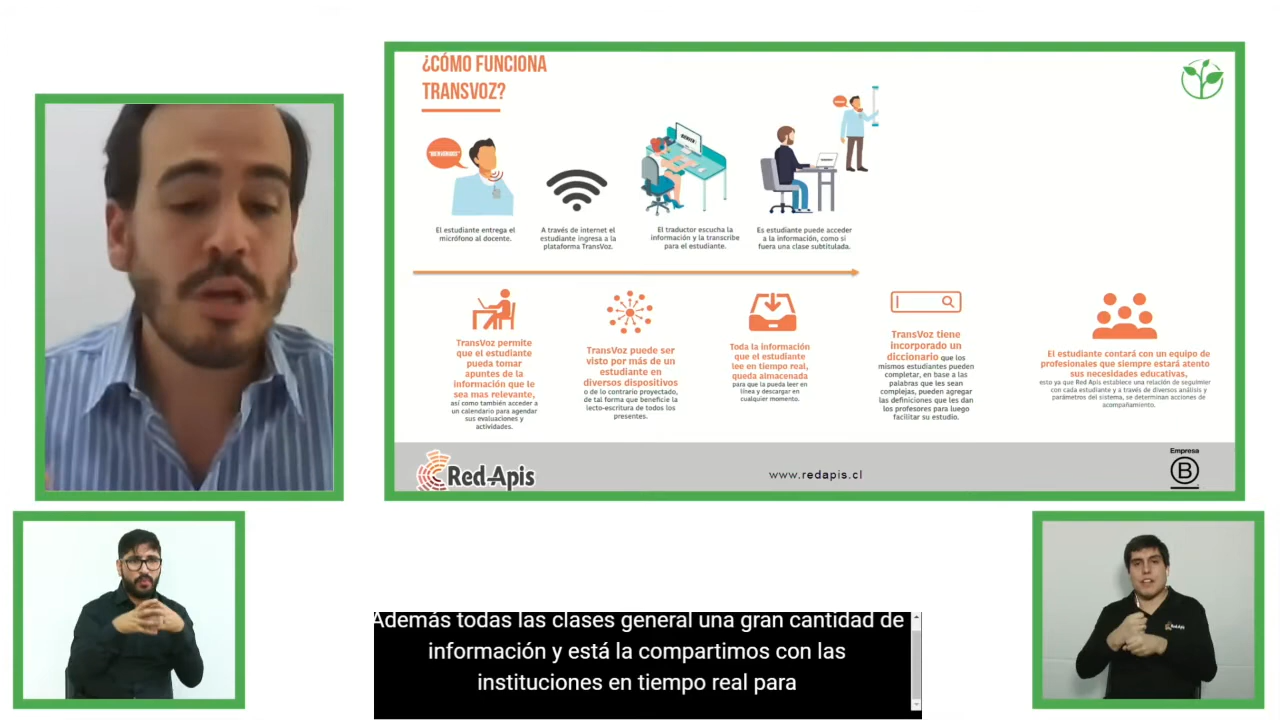 ¿CÓMO FUNCIONA
TRANSVOZ?
"BIENVENIDOS"
El estudiante entrega el
micrófono al docente.
A través de internet el
estudiante ingresa a la
plataforma TransVoz.
El traductor escucha la
información y la transcribe
para el estudiante.
Es estudiante puede acceder
a la información, como si
fuera una clase subtitulada.
TransVoz permite
que el estudiante
pueda tomar
apuntes de la
información que le
sea mas relevante,
así como también acceder a
un calendario para agendar
sus evaluaciones y
actividades.
TransVoz puede ser
visto por más de un
estudiante en
diversos dispositivos
o de lo contrario proyectado,
de tal forma que beneficie la
lecto-escritura de todos los
presentes.
Toda la información
que el estudiante
lee en tiempo real,
queda almacenada
para que la pueda leer en
línea y descargar en
cualquier momento.
TransVoz tiene
incorporado un
diccionario que los
mismos estudiantes pueden
completar, en base a las
palabras que les sean
complejas, pueden agregar
las definiciones que les dan
los profesores para luego
facilitar su estudio.
El estudiante contará con un equipo de
profesionales que siempre estará atento
sus necesidades educativas,
esto ya que Red Apis establece una relación de seguimier
con cada estudiante y a través de diversos análisis y
parámetros del sistema, se determinan acciones de
acompañamiento.
Red Apis
www.redapis.cl
Empresa
B
Red Apis
Además todas las clases general una gran cantidad de
información y está la compartimos con las
instituciones en tiempo real para